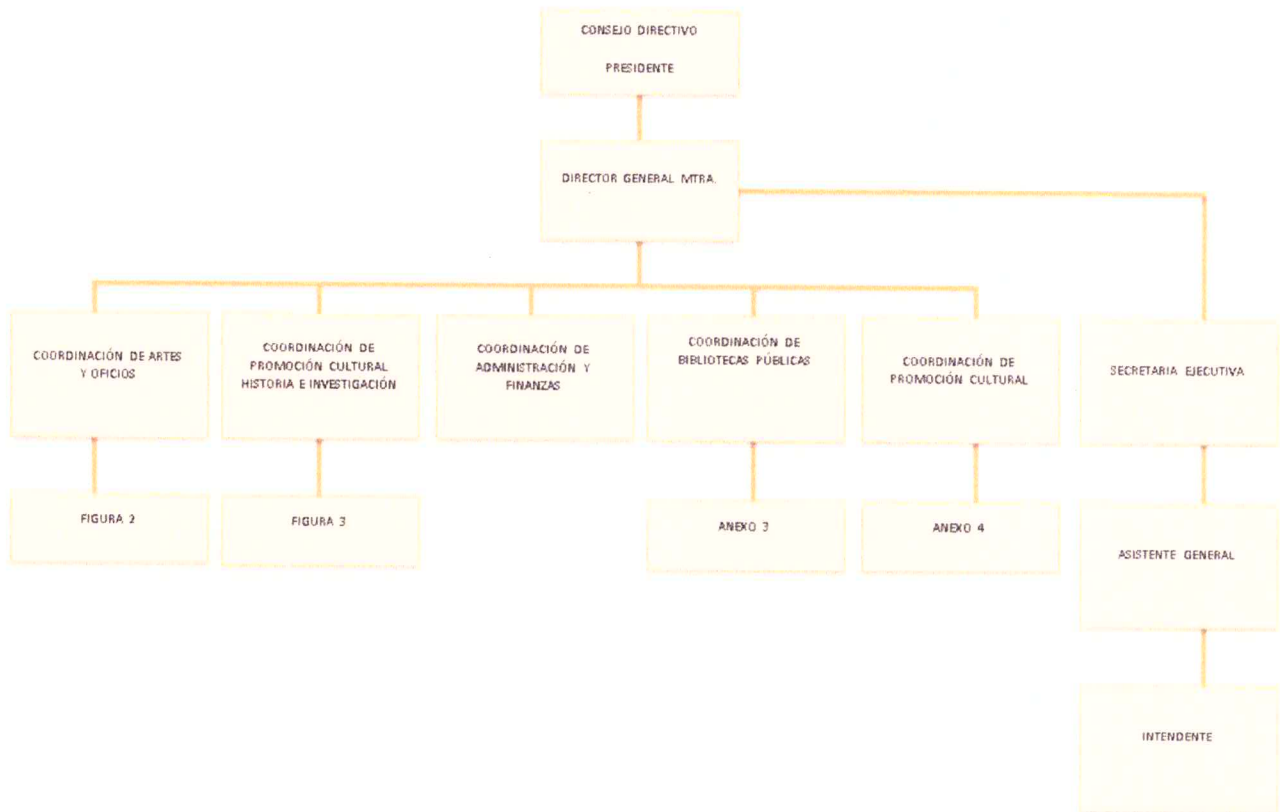 CONSEJO DIRECTIVO
PRESIDENTE
DIRECTOR GENERAL MTRA.
COORDINACIÓN DE ARTES
Y OFICIOS
COORDINACIÓN DE
PROMOCIÓN CULTURAL
HISTORIA E INVESTIGACIÓN
COORDINACIÓN DE
ADMINISTRACIÓN Y
FINANZAS
COORDINACIÓN DE
BIBLIOTECAS PÚBLICAS
COORDINACIÓN DE
PROMOCIÓN CULTURAL
SECRETARIA EJECUTIVA
FIGURA 2
FIGURA 3
ANEXO 3
ANEXO 4
ASISTENTE GENERAL
INTENDENTE